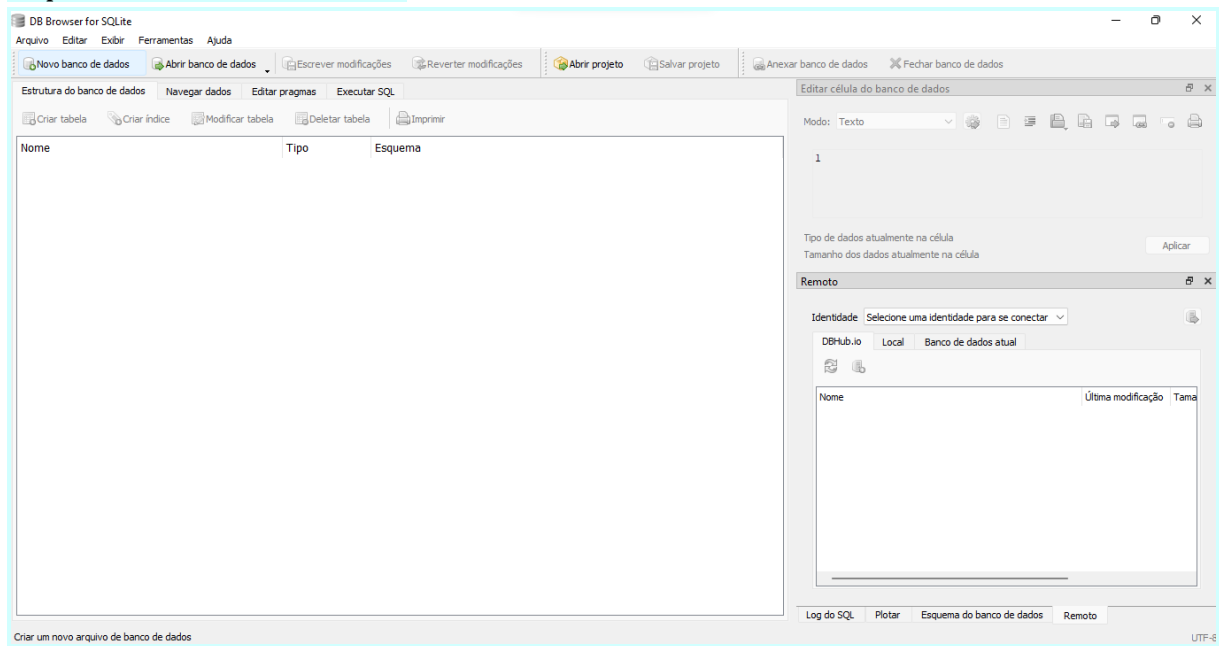 DB Browser for SQLite
Arquivo Editar Exibir Ferramentas Ajuda
Novo banco de dados Abrir banco de dados Escrever modificações Reverter modificações Abrir projeto Salvar projeto Anexar banco de dados Fechar banco de dados
Estrutura do banco de dados Navegar dados Editar pragmas Executar SQL
Criar tabela Criar índice Modificar tabela Deletar tabela Imprimir
Nome Tipo Esquema
Editar célula do banco de dados
Modo: Texto
1
Tipo de dados atualmente na célula
Tamanho dos dados atualmente na célula
Aplicar
Remoto
Identidade Selecione uma identidade para se conectar
DBHub.io Local Banco de dados atual
Nome Última modificação Tama
Log do SQL Plotar Esquema do banco de dados Remoto
Criar um novo arquivo de banco de dados
UTF-8